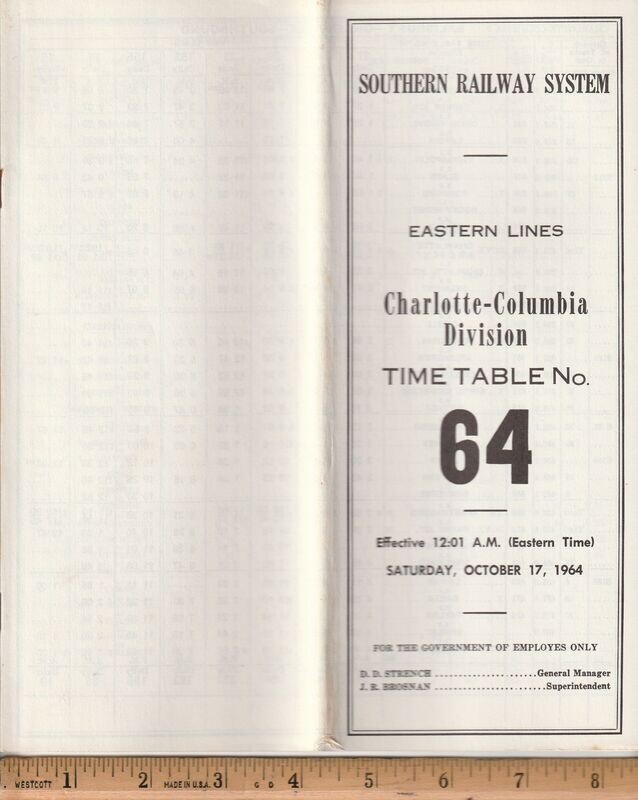 SOUTHERN RAILWAY SYSTEM
EASTERN LINES
Charlotte-Columbia
Division
TIME TABLE No.
64
Effective 12:01 A.M. (Eastern Time)
SATURDAY, OCTOBER 17, 1964
FOR THE GOVERNMENT OF EMPLOYES ONLY
D. D. STRENCH ........................ General Manager
J. R. BROSNAN ........................ Superintendent
WESTCOTT 1 2 MADE IN U.S.A. 3 G D 4 5 6 7 8